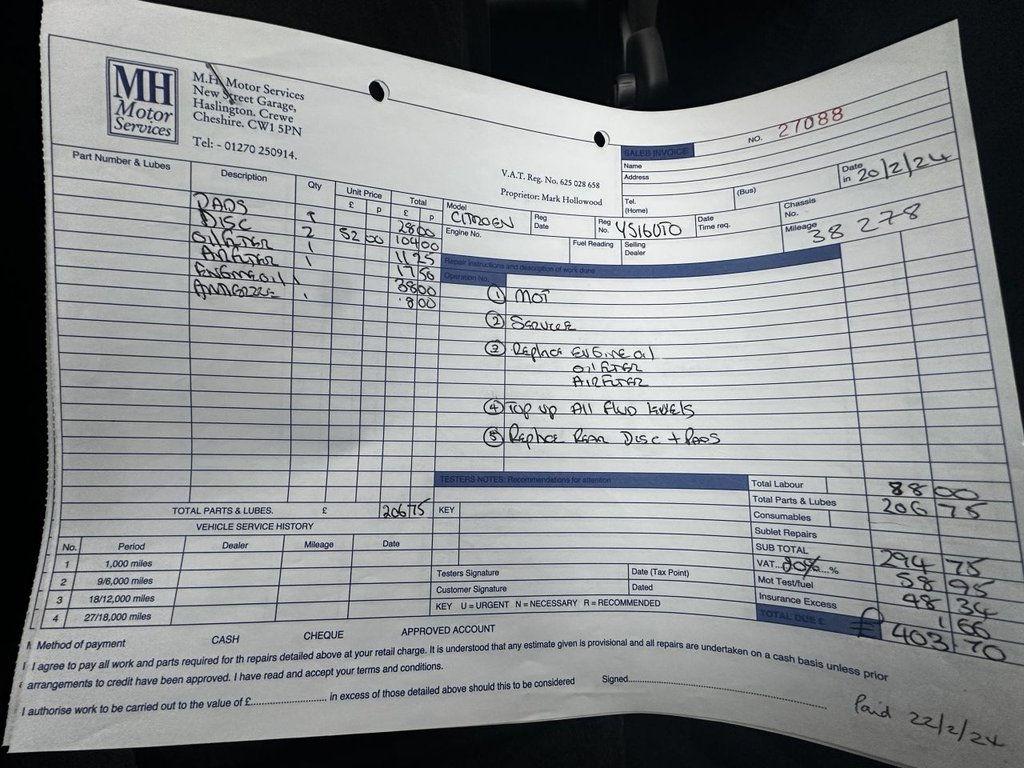 MH
Motor
Services
M.H. Motor Services
New Street Garage,
Haslington. Crewe
Cheshire. CW1 5PN
Tel: - 01270 250914.
V.A.T. Reg. No. 625 028 658
Proprietor: Mark Hollowood
NO. 27088
SALES INVOICE
Name
Address
Tel.
(Home) (Bus)
Date in 20/2/24
Model CITROEN
Reg Date
Reg No. YS16OTO
Date Time req.
Chassis No.
Engine No.
Fuel Reading
Selling Dealer
Mileage 38 278
Part Number & Lubes Description Qty Unit Price Total
£ p £ p
PADS 28 00
DISC 2 52 00 104 00
OIL FILTER 1 11 25
AIR FILTER 1 17 50
ENGINE OIL 38 00
8 00
Repair instructions and description of work done
Operation No.
① MOT
② SERVICE
③ Replace ENGINE OIL
OIL FILTER
AIR FILTER
④ Top up All Fluid levels
⑤ Replace Rear Disc + Pads
TESTERS NOTES: Recommendations for attention
KEY
TOTAL PARTS & LUBES. £ 206 75
VEHICLE SERVICE HISTORY
No. Period Dealer Mileage Date
1 1,000 miles
2 9/6,000 miles
3 18/12,000 miles
4 27/18,000 miles
Testers Signature Date (Tax Point)
Customer Signature Dated
KEY U = URGENT N = NECESSARY R = RECOMMENDED
Total Labour 88 00
Total Parts & Lubes 206 75
Consumables
Sublet Repairs
SUB TOTAL 294 75
VAT...20%...% 58 95
Mot Test/fuel 48 34
Insurance Excess 1 66
TOTAL DUE £ £ 403 70
Method of payment CASH CHEQUE APPROVED ACCOUNT
I agree to pay all work and parts required for th repairs detailed above at your retail charge. It is understood that any estimate given is provisional and all repairs are undertaken on a cash basis unless prior
arrangements to credit have been approved. I have read and accept your terms and conditions.
I authorise work to be carried out to the value of £............................ in excess of those detailed above should this to be considered Signed............................
Paid 22/2/24